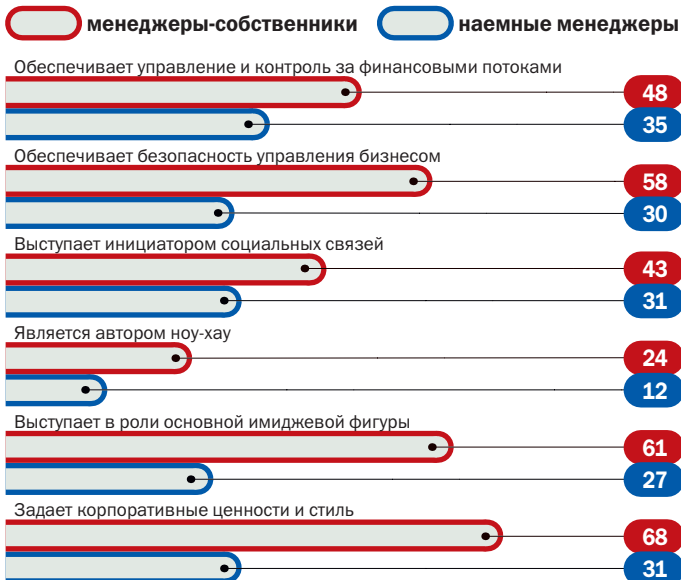 менеджеры-собственники наемные менеджеры
Обеспечивает управление и контроль за финансовыми потоками
48
35
Обеспечивает безопасность управления бизнесом
58
30
Выступает инициатором социальных связей
43
31
Является автором ноу-хау
24
12
Выступает в роли основной имиджевой фигуры
61
27
Задает корпоративные ценности и стиль
68
31